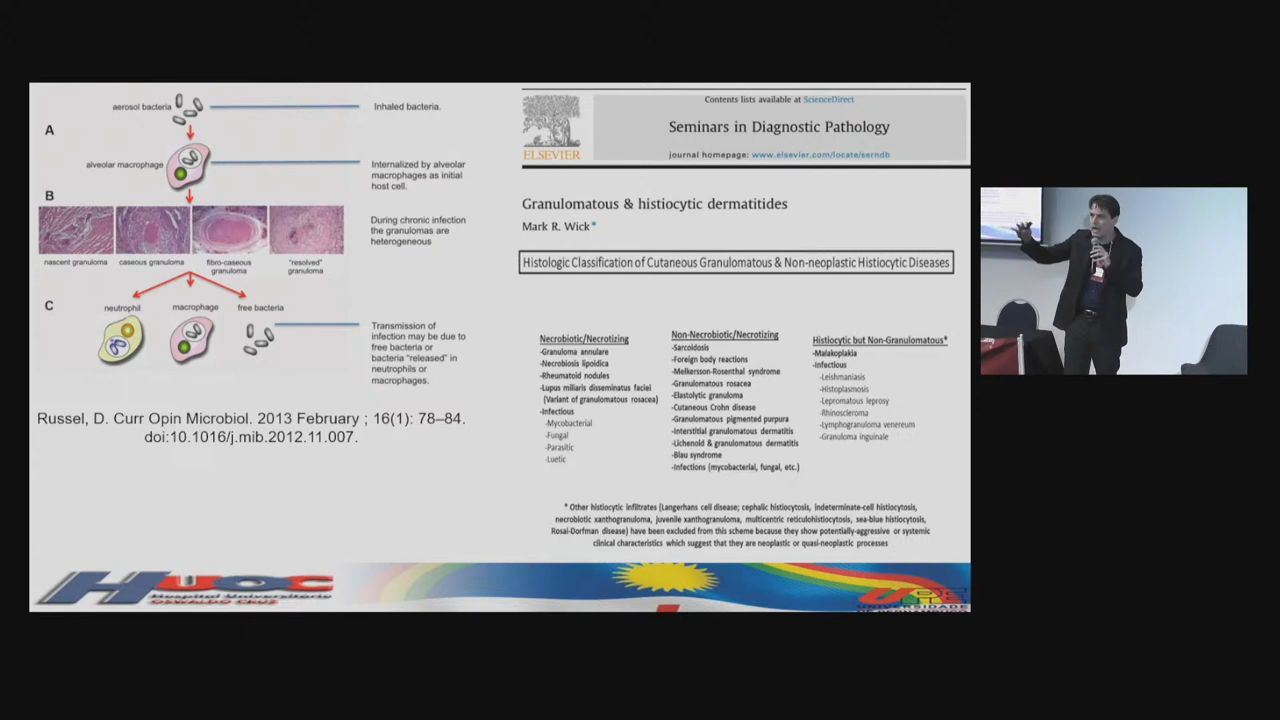 aerosol bacteria
Inhaled bacteria.
A
alveolar macrophage
Internalized by alveolar
macrophages as initial
host cell.
B
During chronic infection
the granulomas are
heterogeneous
nascent granuloma
caseous granuloma
fibro-caseous
granuloma
"resolved"
granuloma
C
neutrophil
macrophage
free bacteria
Transmission of
infection may be due to
free bacteria or
bacteria "released" in
neutrophils or
macrophages.
Russel, D. Curr Opin Microbiol. 2013 February ; 16(1): 78–84.
doi:10.1016/j.mib.2012.11.007.
Contents lists available at ScienceDirect
Seminars in Diagnostic Pathology
journal homepage: www.elsevier.com/locate/serndb
ELSEVIER
Granulomatous & histiocytic dermatitides
Mark R. Wick*
Histologic Classification of Cutaneous Granulomatous & Non-neoplastic Histiocytic Diseases
Necrobiotic/Necrotizing
-Granuloma annulare
-Necrobiosis lipoidica
-Rheumatoid nodules
-Lupus miliaris disseminatus faciei
(Variant of granulomatous rosacea)
-Infectious
-Mycobacterial
-Fungal
-Parasitic
-Luetic
Non-Necrobiotic/Necrotizing
-Sarcoidosis
-Foreign body reactions
-Melkersson-Rosenthal syndrome
-Granulomatous rosacea
-Elastolytic granuloma
-Cutaneous Crohn disease
-Granulomatous pigmented purpura
-Interstitial granulomatous dermatitis
-Lichenoid & granulomatous dermatitis
-Blau syndrome
-Infections (mycobacterial, fungal, etc.)
Histiocytic but Non-Granulomatous*
-Malakoplakia
-Infectious
-Leishmaniasis
-Histoplasmosis
-Lepromatous leprosy
-Rhinoscleroma
-Lymphogranuloma venereum
-Granuloma inguinale
* Other histiocytic infiltrates (Langerhans cell disease; cephalic histiocytosis, indeterminate-cell histiocytosis,
necrobiotic xanthogranuloma, juvenile xanthogranuloma, multicentric reticulohistiocytosis, sea-blue histiocytosis,
Rosai-Dorfman disease) have been excluded from this scheme because they show potentially-aggressive or systemic
clinical characteristics which suggest that they are neoplastic or quasi-neoplastic processes
HUOC
Hospital Universitário
OSWALDO CRUZ
UPE
UNIVERSIDADE